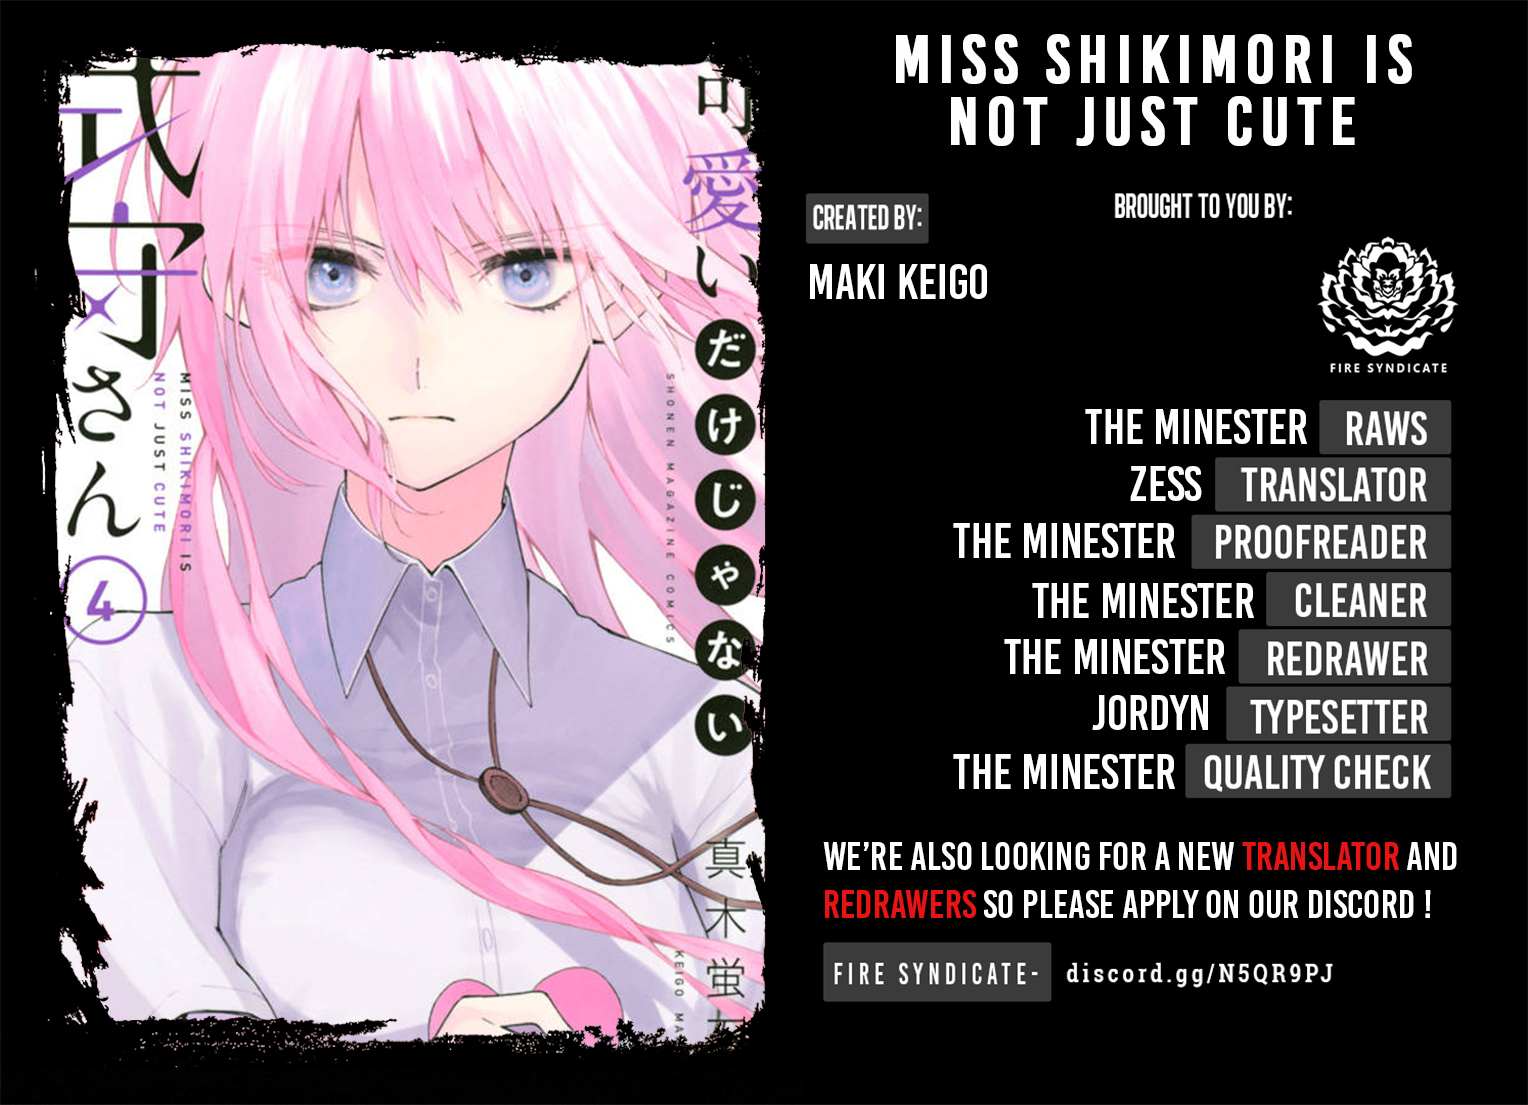 MISS SHIKIMORI IS
NOT JUST CUTE
CREATED BY:
MAKI KEIGO
BROUGHT TO YOU BY:
FIRE SYNDICATE
THE MINESTER RAWS
ZESS TRANSLATOR
THE MINESTER PROOFREADER
THE MINESTER CLEANER
THE MINESTER REDRAWER
JORDYN TYPESETTER
THE MINESTER QUALITY CHECK
WE'RE ALSO LOOKING FOR A NEW TRANSLATOR AND
REDRAWERS SO PLEASE APPLY ON OUR DISCORD !
FIRE SYNDICATE- discord.gg/N5QR9PJ
可愛いだけじゃない
式守さん
4
MISS SHIKIMORI IS
NOT JUST CUTE
SHONEN MAGAZINE COMICS
真木蛍
KEIGO MA